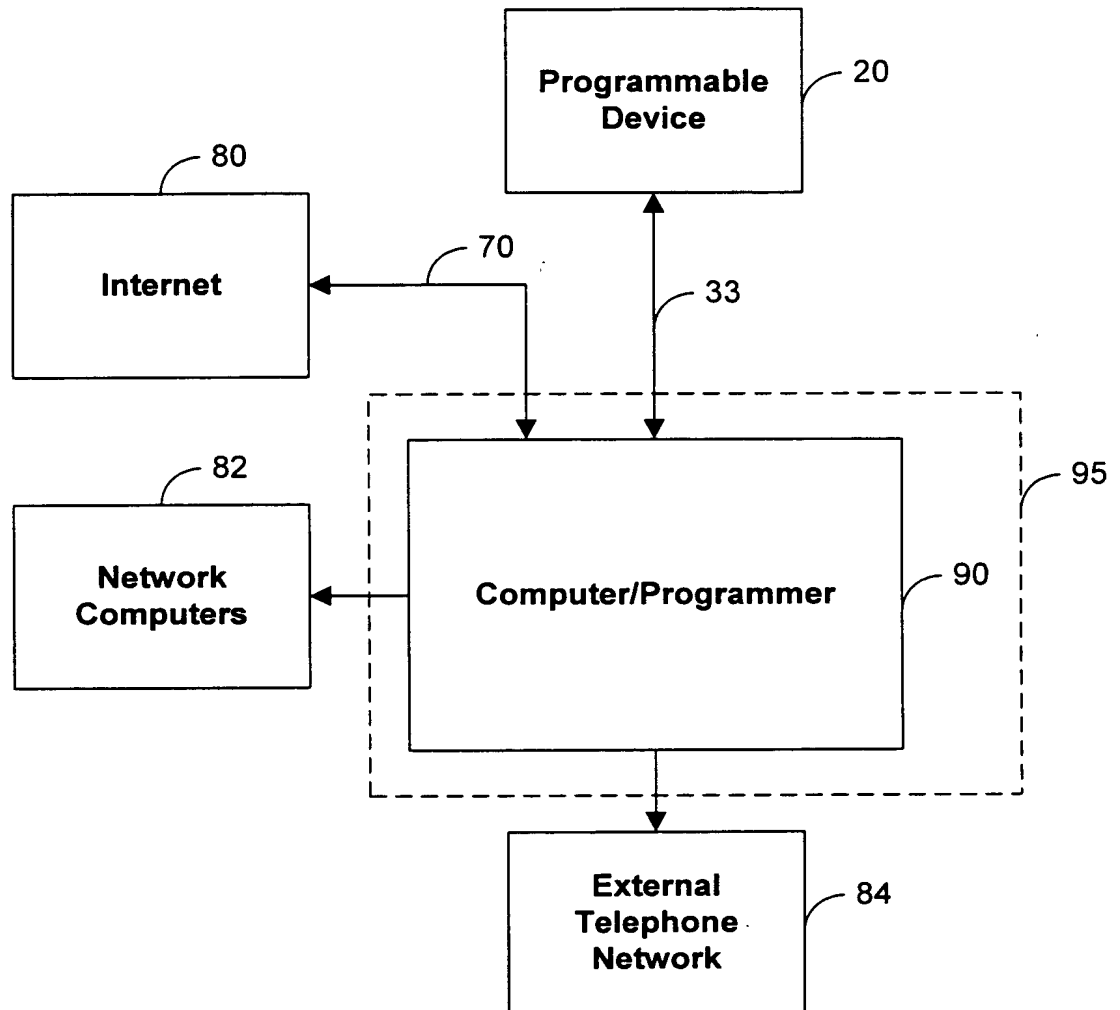 Programmable
Device
20
80
Internet
70
33
82
Network
Computers
95
Computer/Programmer
90
External
Telephone
Network
84